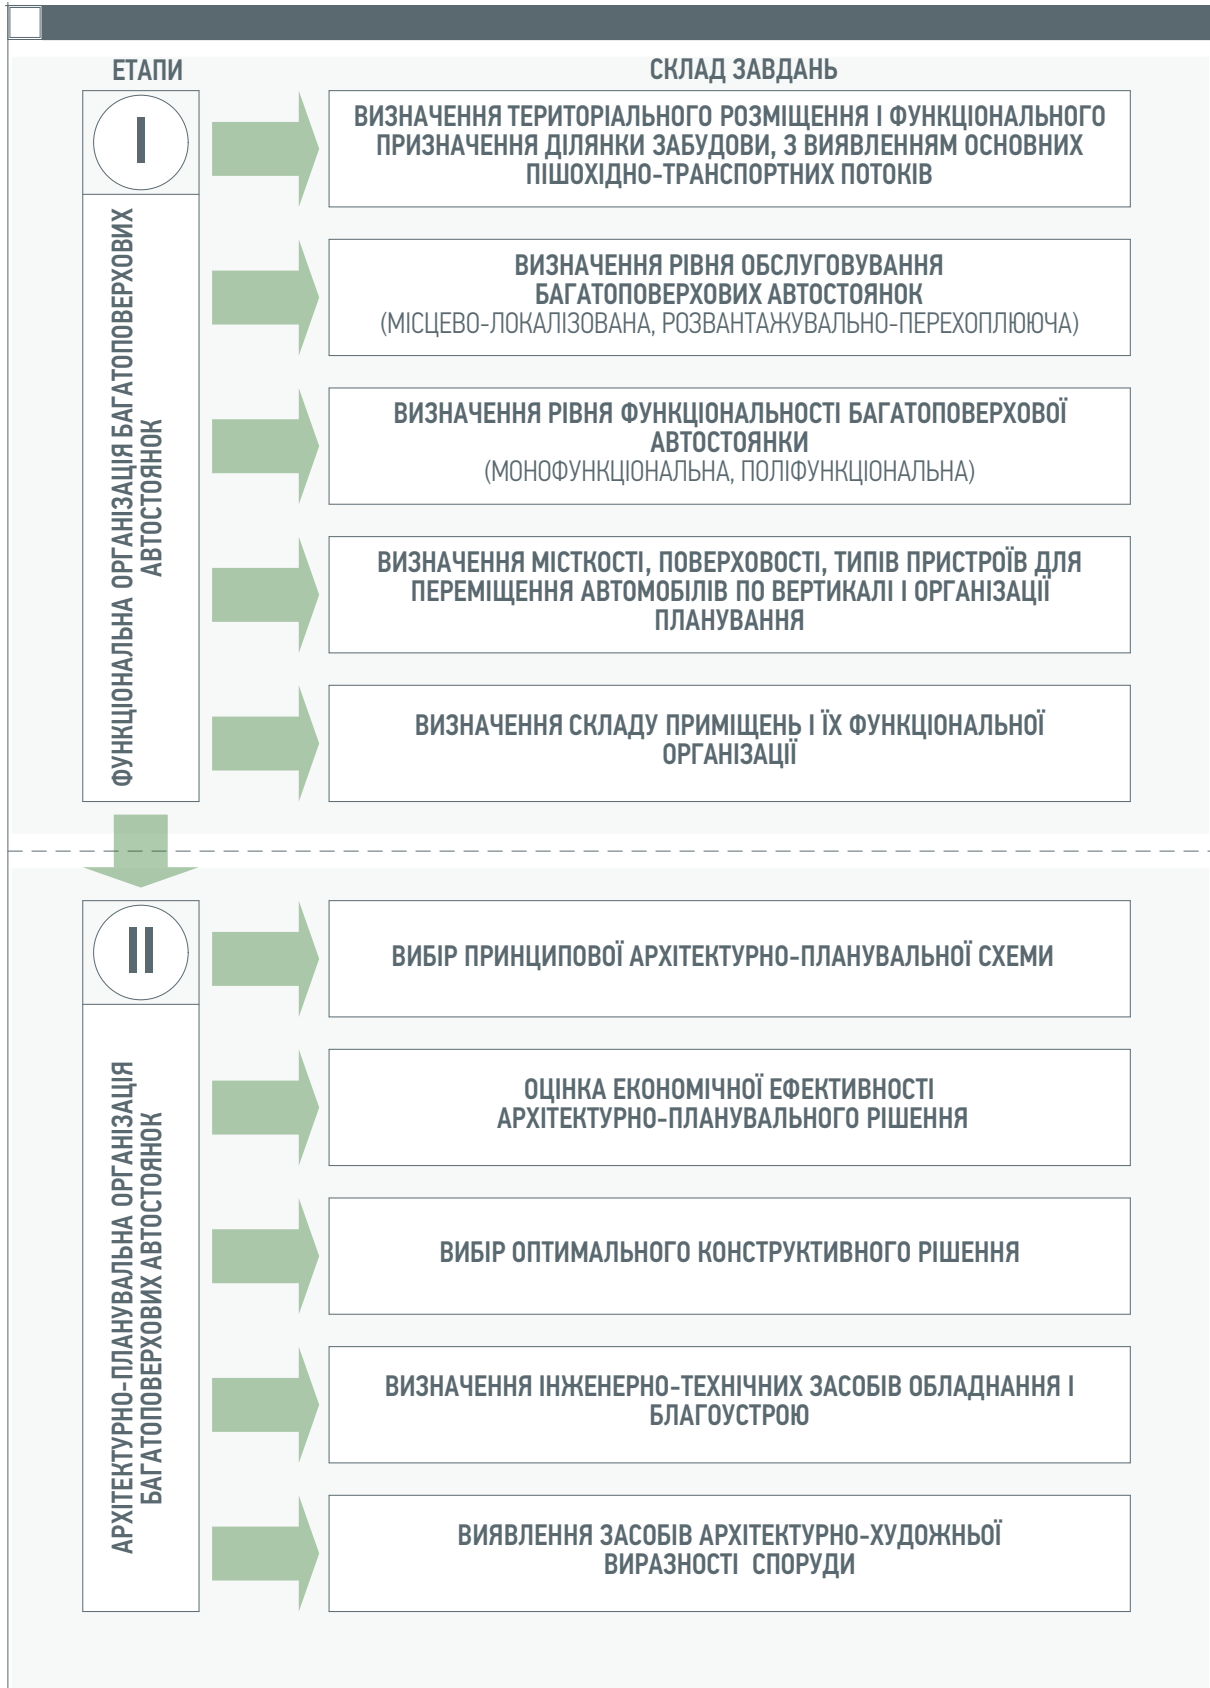 ЕТАПИ
СКЛАД ЗАВДАНЬ
I
ФУНКЦІОНАЛЬНА ОРГАНІЗАЦІЯ БАГАТОПОВЕРХОВИХ
АВТОСТОЯНОК
ВИЗНАЧЕННЯ ТЕРИТОРІАЛЬНОГО РОЗМІЩЕННЯ І ФУНКЦІОНАЛЬНОГО
ПРИЗНАЧЕННЯ ДІЛЯНКИ ЗАБУДОВИ, З ВИЯВЛЕННЯМ ОСНОВНИХ
ПІШОХІДНО-ТРАНСПОРТНИХ ПОТОКІВ
ВИЗНАЧЕННЯ РІВНЯ ОБСЛУГОВУВАННЯ
БАГАТОПОВЕРХОВИХ АВТОСТОЯНОК
(МІСЦЕВО-ЛОКАЛІЗОВАНА, РОЗВАНТАЖУВАЛЬНО-ПЕРЕХОПЛЮЮЧА)
ВИЗНАЧЕННЯ РІВНЯ ФУНКЦІОНАЛЬНОСТІ БАГАТОПОВЕРХОВОЇ
АВТОСТОЯНКИ
(МОНОФУНКЦІОНАЛЬНА, ПОЛІФУНКЦІОНАЛЬНА)
ВИЗНАЧЕННЯ МІСТКОСТІ, ПОВЕРХОВОСТІ, ТИПІВ ПРИСТРОЇВ ДЛЯ
ПЕРЕМІЩЕННЯ АВТОМОБІЛІВ ПО ВЕРТИКАЛІ І ОРГАНІЗАЦІЇ
ПЛАНУВАННЯ
ВИЗНАЧЕННЯ СКЛАДУ ПРИМІЩЕНЬ І ЇХ ФУНКЦІОНАЛЬНОЇ
ОРГАНІЗАЦІЇ
II
АРХІТЕКТУРНО-ПЛАНУВАЛЬНА ОРГАНІЗАЦІЯ
БАГАТОПОВЕРХОВИХ АВТОСТОЯНОК
ВИБІР ПРИНЦИПОВОЇ АРХІТЕКТУРНО-ПЛАНУВАЛЬНОЇ СХЕМИ
ОЦІНКА ЕКОНОМІЧНОЇ ЕФЕКТИВНОСТІ
АРХІТЕКТУРНО-ПЛАНУВАЛЬНОГО РІШЕННЯ
ВИБІР ОПТИМАЛЬНОГО КОНСТРУКТИВНОГО РІШЕННЯ
ВИЗНАЧЕННЯ ІНЖЕНЕРНО-ТЕХНІЧНИХ ЗАСОБІВ ОБЛАДНАННЯ І
БЛАГОУСТРОЮ
ВИЯВЛЕННЯ ЗАСОБІВ АРХІТЕКТУРНО-ХУДОЖНЬОЇ
ВИРАЗНОСТІ СПОРУДИ